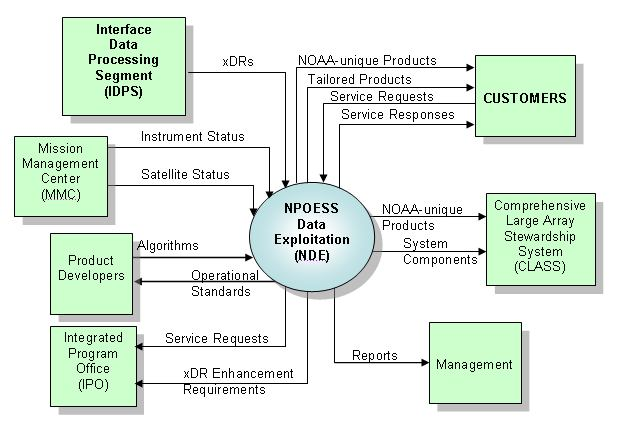 Interface
Data
Processing
Segment
(IDPS)
xDRs
NOAA-unique Products
Tailored Products
Service Requests
Service Responses
CUSTOMERS
Mission
Management
Center
(MMC)
Instrument Status
Satellite Status
NPOESS
Data
Exploitation
(NDE)
NOAA-unique
Products
System
Components
Comprehensive
Large Array
Stewardship
System
(CLASS)
Product
Developers
Algorithms
Operational
Standards
Integrated
Program
Office
(IPO)
Service Requests
xDR Enhancement
Requirements
Reports
Management